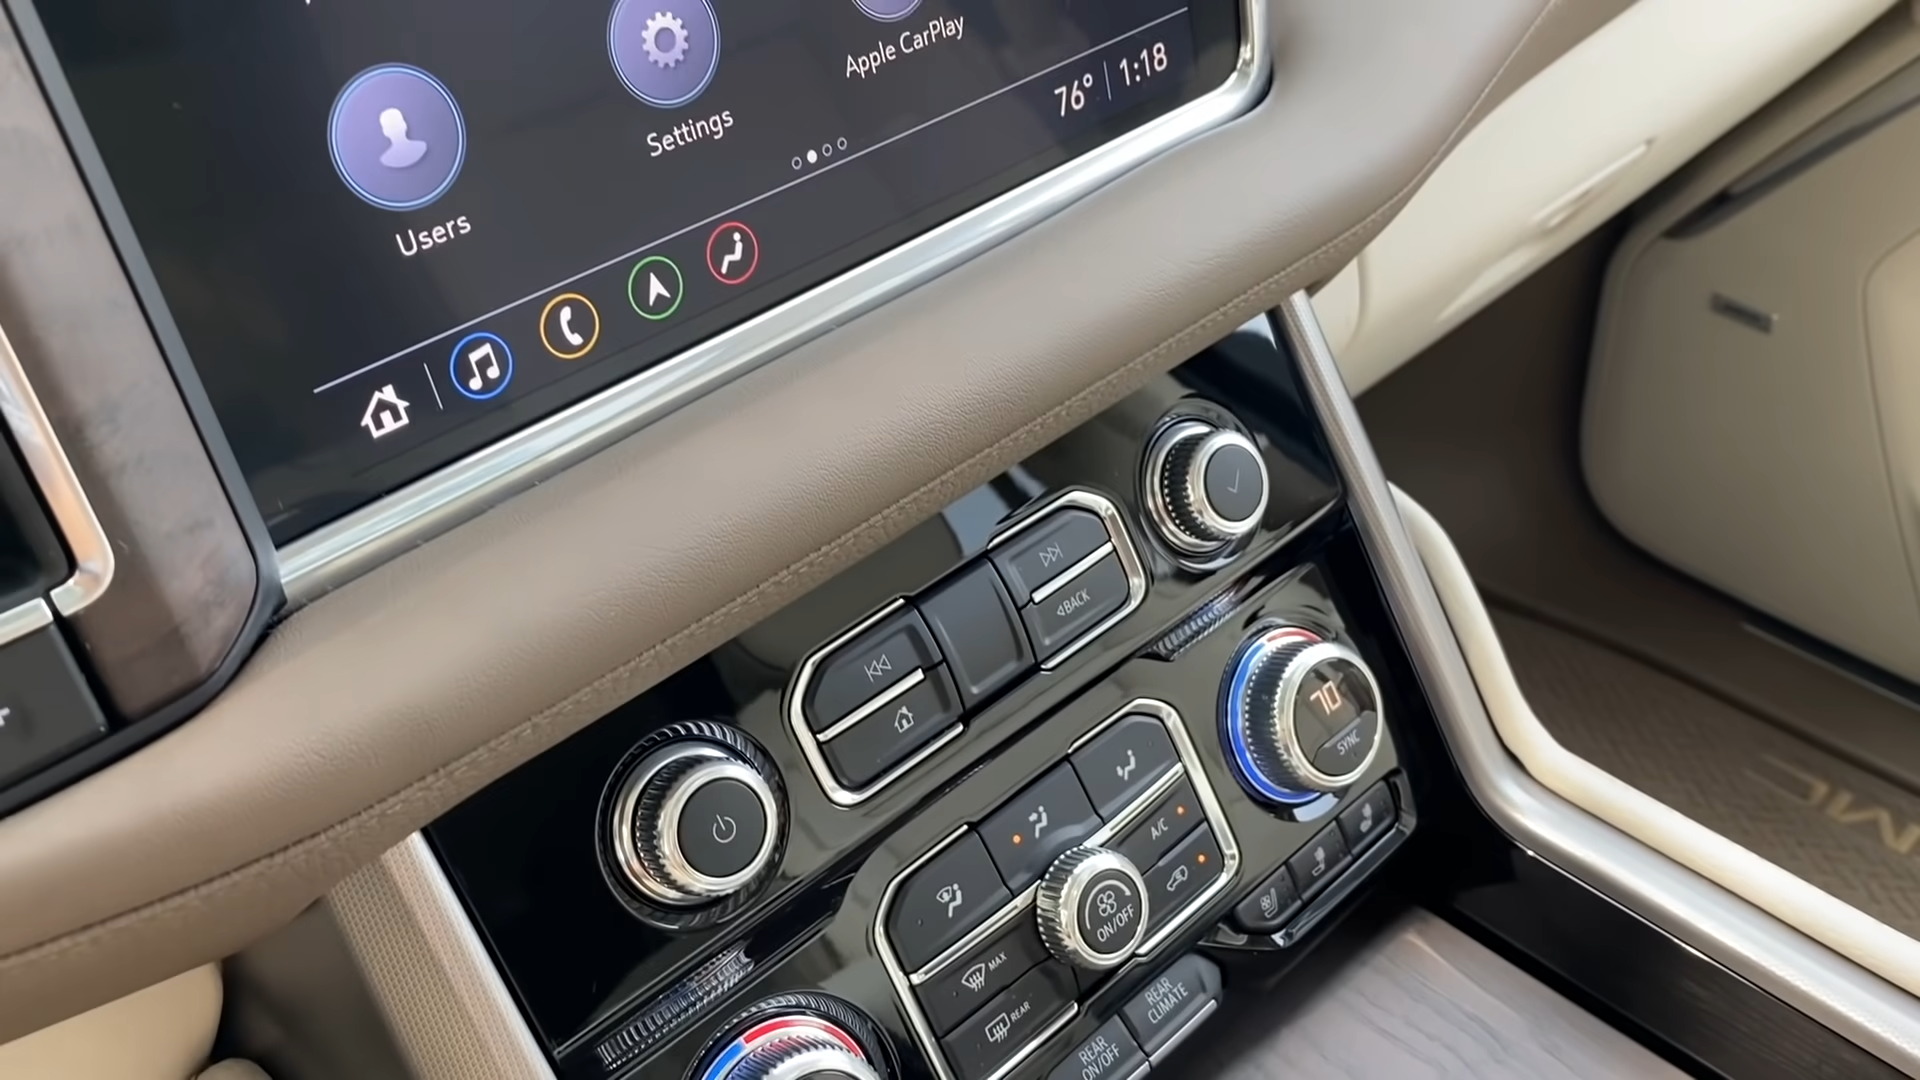 Apple CarPlay
Settings
Users
76° 1:18
BACK
70
SYNC
A/C
ON/OFF
MAX
REAR
REAR
CLIMATE
REAR
ON/OFF